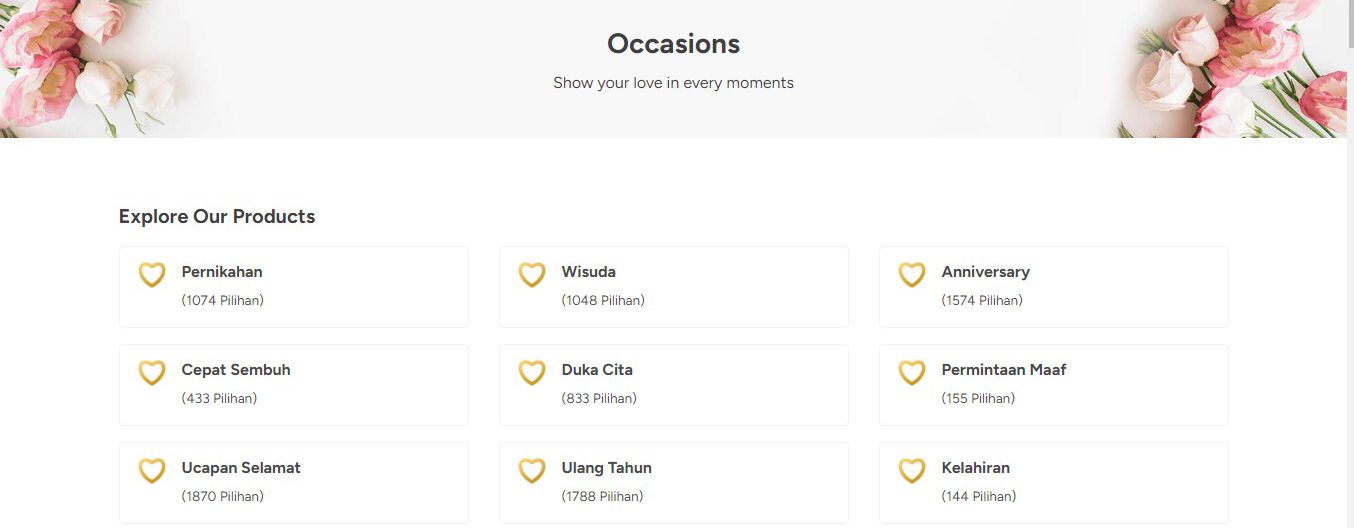 Occasions
Show your love in every moments
Explore Our Products
Pernikahan
(1074 Pilihan)
Wisuda
(1048 Pilihan)
Anniversary
(1574 Pilihan)
Cepat Sembuh
(433 Pilihan)
Duka Cita
(833 Pilihan)
Permintaan Maaf
(155 Pilihan)
Ucapan Selamat
(1870 Pilihan)
Ulang Tahun
(1788 Pilihan)
Kelahiran
(144 Pilihan)